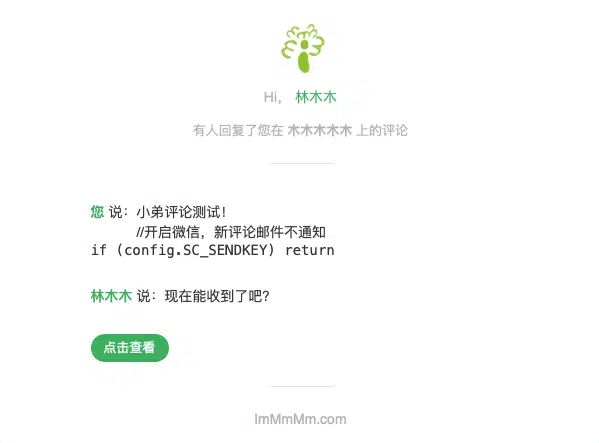 Hi， 林木木
有人回复了您在 木木木木木 上的评论
您 说：小弟评论测试！
//开启微信，新评论邮件不通知
if (config.SC_SENDKEY) return
林木木 说：现在能收到了吧？
点击查看
ImMmMm.com